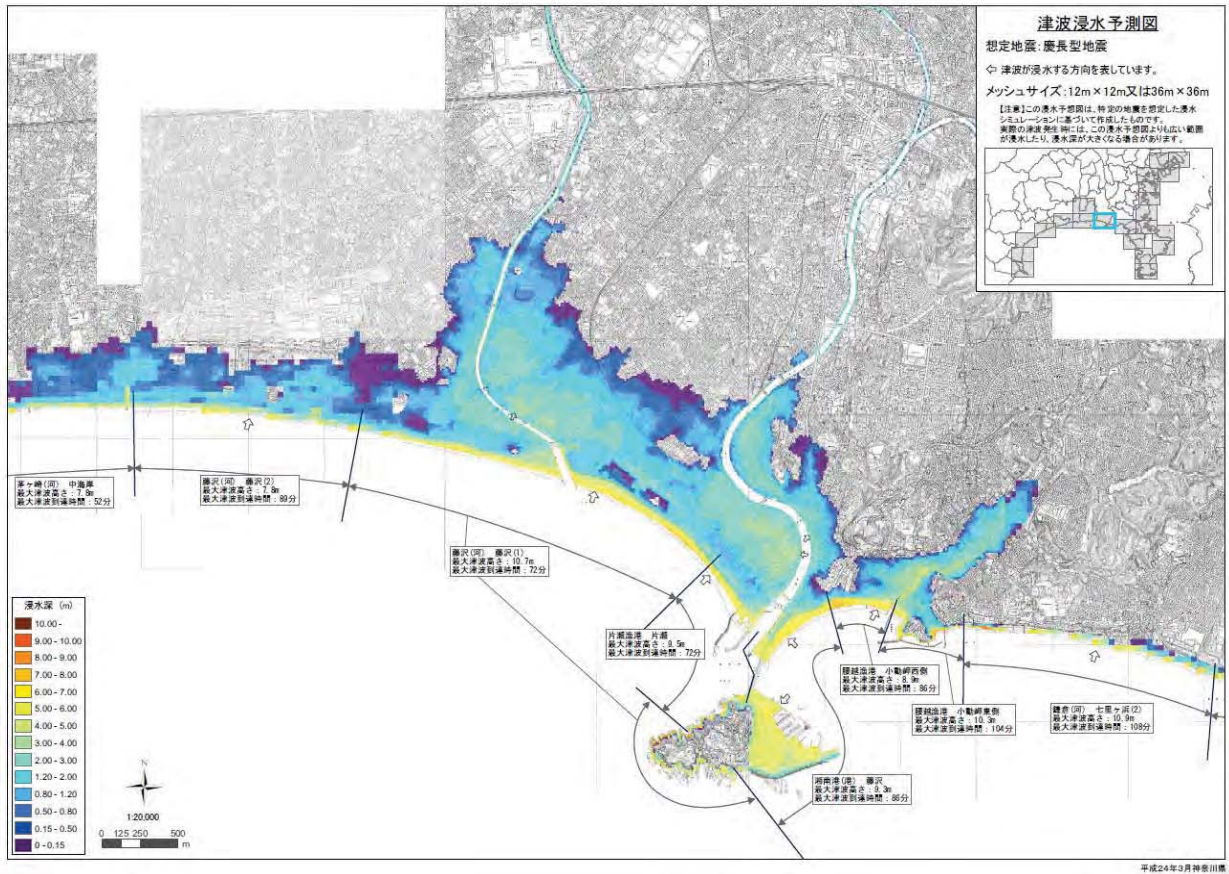 津波浸水予測図
想定地震:慶長型地震
津波が浸水する方向を表しています。
メッシュサイズ:12m×12m又は36m×36m
【注意】この浸水予想図は、特定の地震を想定した浸水
シミュレーションに基づいて作成したものです。
実際の津波発生時には、この浸水予想図よりも広い範囲
が浸水したり、浸水深が大きくなる場合があります。
茅ヶ崎(河) 中海岸
最大津波高さ:7.8m
最大津波到達時間:52分
藤沢(河) 藤沢(2)
最大津波高さ:7.8m
最大津波到達時間:69分
藤沢(河) 藤沢(1)
最大津波高さ:10.7m
最大津波到達時間:72分
片瀬漁港 片瀬
最大津波高さ:9.5m
最大津波到達時間:72分
腰越漁港 小動岬西側
最大津波高さ:8.9m
最大津波到達時間:86分
腰越漁港 小動岬東側
最大津波高さ:10.3m
最大津波到達時間:104分
鎌倉(河) 七里ヶ浜(2)
最大津波高さ:10.9m
最大津波到達時間:108分
湘南港(港) 藤沢
最大津波高さ:9.3m
最大津波到達時間:86分
浸水深 (m)
10.00 -
9.00 - 10.00
8.00 - 9.00
7.00 - 8.00
6.00 - 7.00
5.00 - 6.00
4.00 - 5.00
3.00 - 4.00
2.00 - 3.00
1.20 - 2.00
0.80 - 1.20
0.50 - 0.80
0.15 - 0.50
0 - 0.15
N
1:20,000
0 125 250 500
m
平成24年3月神奈川県